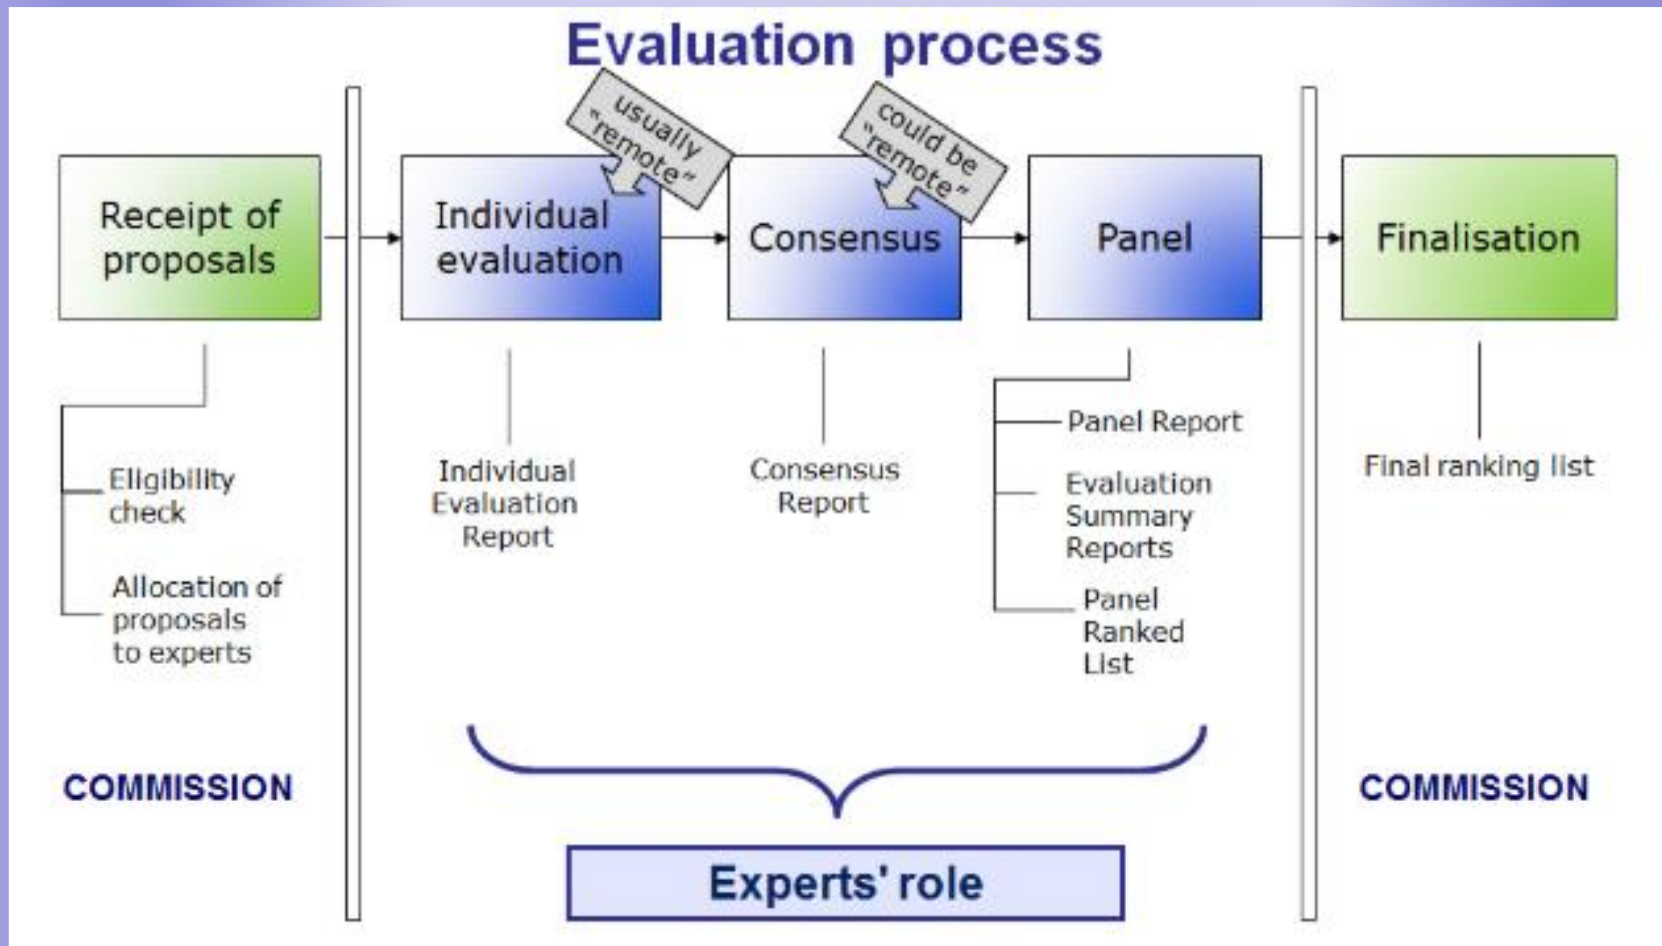 Evaluation process
usually
"remote"
could be
"remote"
Receipt of
proposals
Individual
evaluation
Consensus
Panel
Finalisation
Eligibility
check
Allocation of
proposals
to experts
Individual
Evaluation
Report
Consensus
Report
Panel Report
Evaluation
Summary
Reports
Panel
Ranked
List
Final ranking list
COMMISSION
Experts' role
COMMISSION